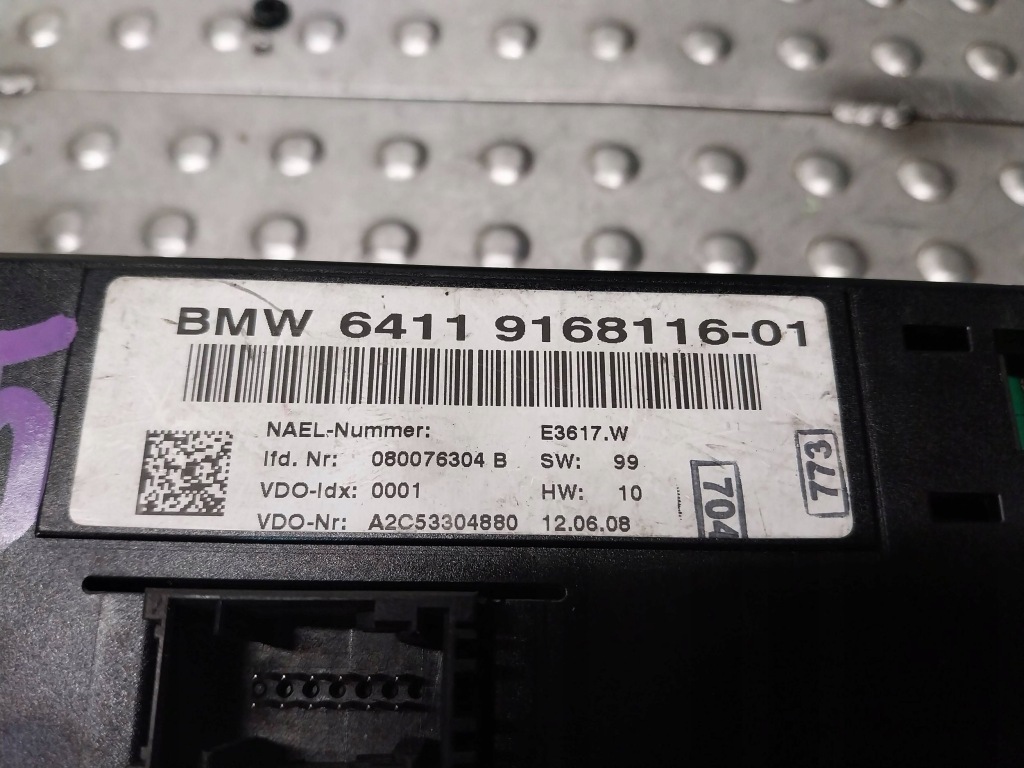 BMW 6411 9168116-01
NAEL-Nummer: E3617.W
lfd. Nr: 080076304 B SW: 99
VDO-Idx: 0001 HW: 10
VDO-Nr: A2C53304880 12.06.08
704
773